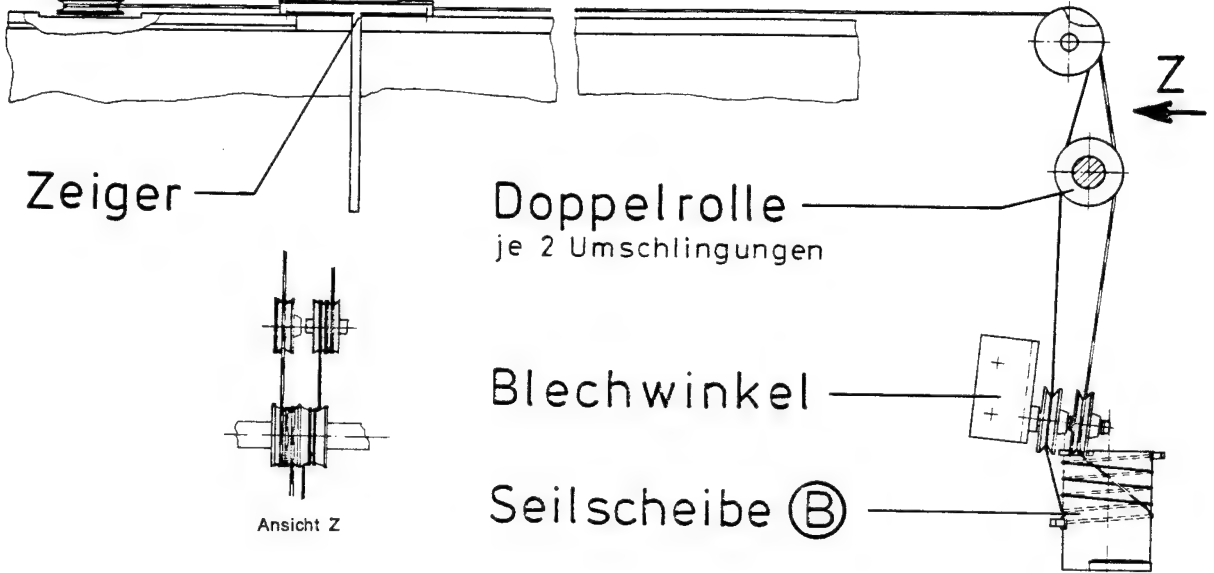 Z
Zeiger
Doppelrolle
je 2 Umschlingungen
Blechwinkel
Seilscheibe B
Ansicht Z